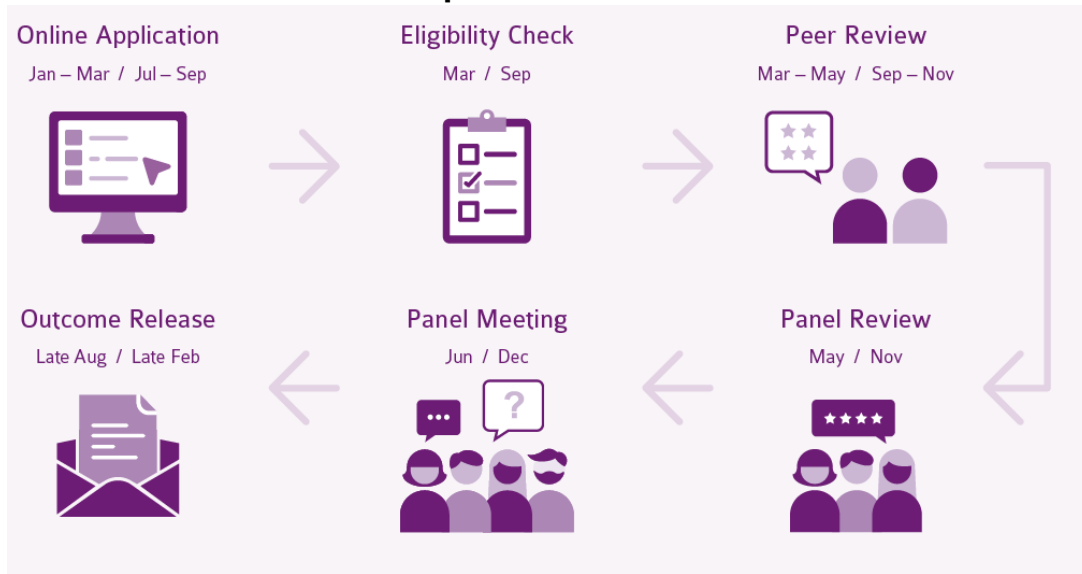 Online Application
Jan – Mar / Jul – Sep
Eligibility Check
Mar / Sep
Peer Review
Mar – May / Sep – Nov
Outcome Release
Late Aug / Late Feb
Panel Meeting
Jun / Dec
?
Panel Review
May / Nov